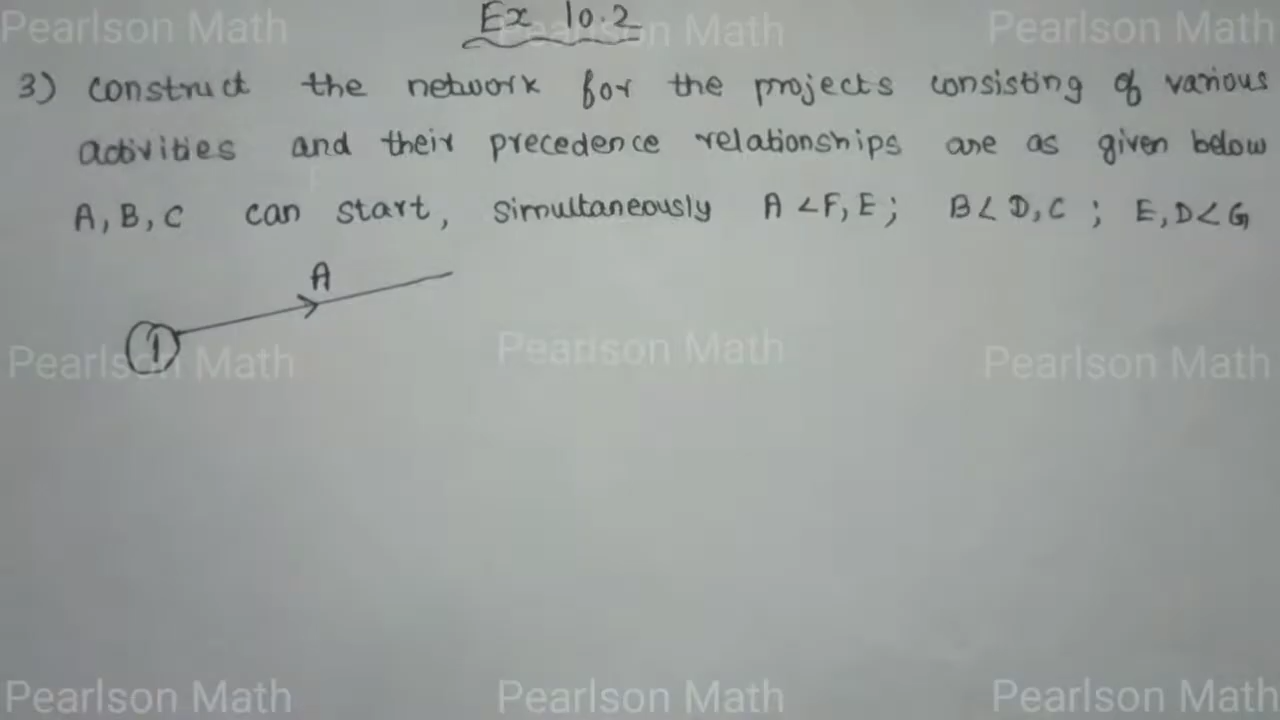 Pearlson Math Ex 10.2 Pearlson Math Pearlson Math
3) construct the network for the projects consisting of various
activities and their precedence relationships are as given below
A, B, C can start, simultaneously A < F, E ; B < D, C ; E, D < G
A
1
Pearlson Math Pearlson Math Pearlson Math
Pearlson Math Pearlson Math Pearlson Math